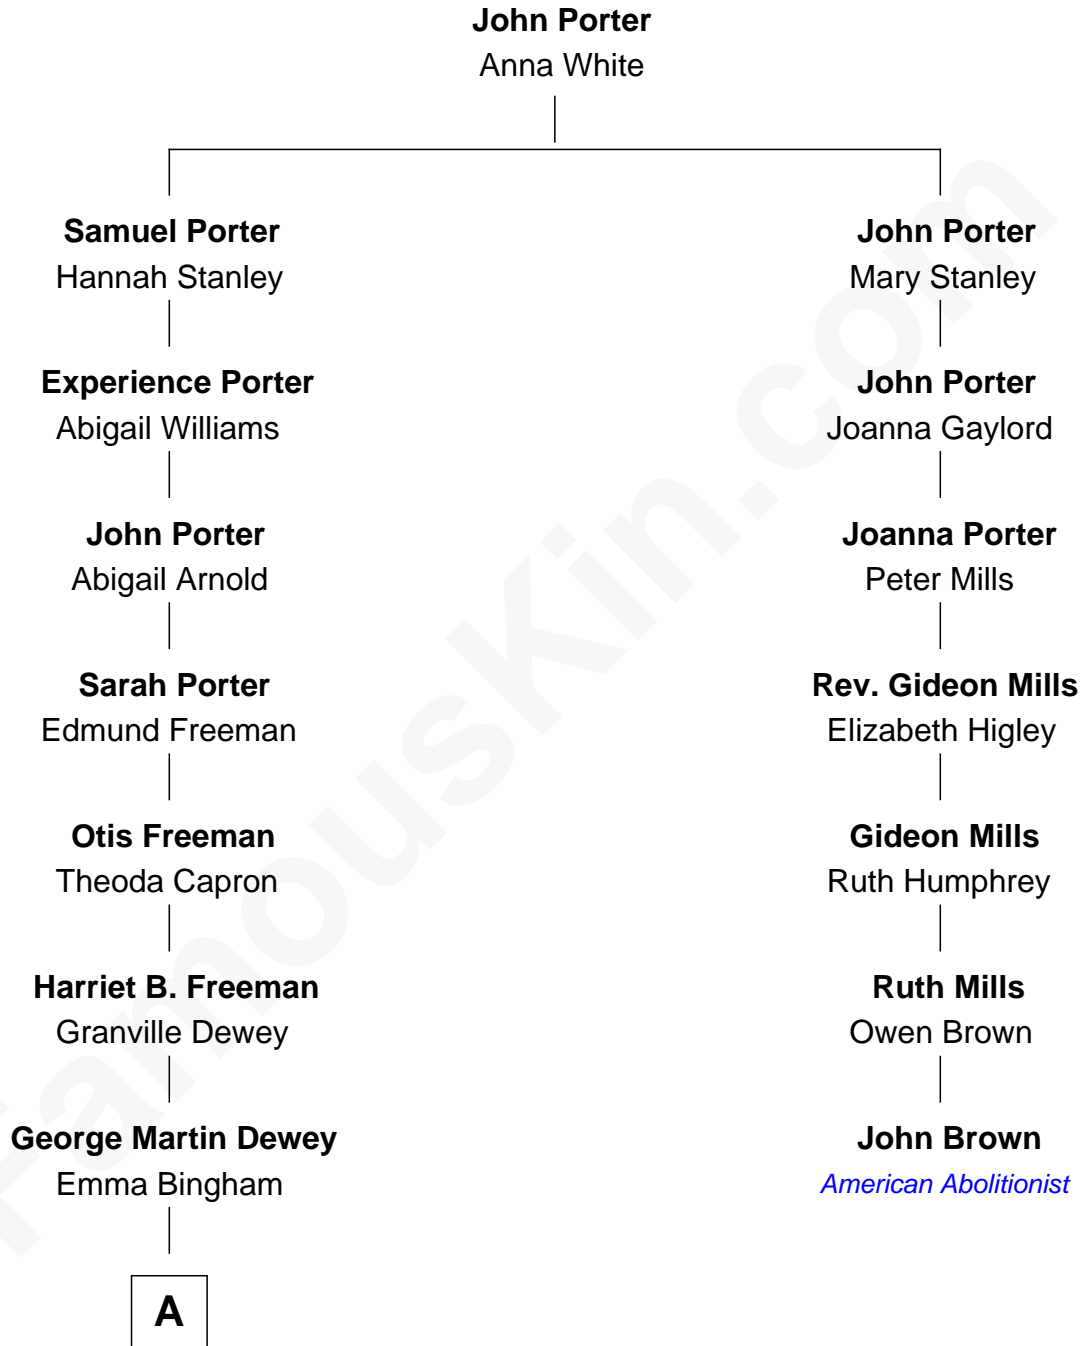 John Porter
Anna White
Samuel Porter
Hannah Stanley
John Porter
Mary Stanley
Experience Porter
Abigail Williams
John Porter
Joanna Gaylord
John Porter
Abigail Arnold
Joanna Porter
Peter Mills
Sarah Porter
Edmund Freeman
Rev. Gideon Mills
Elizabeth Higley
Otis Freeman
Theoda Capron
Gideon Mills
Ruth Humphrey
Harriet B. Freeman
Granville Dewey
Ruth Mills
Owen Brown
George Martin Dewey
Emma Bingham
John Brown
American Abolitionist
A
FamousKin.com